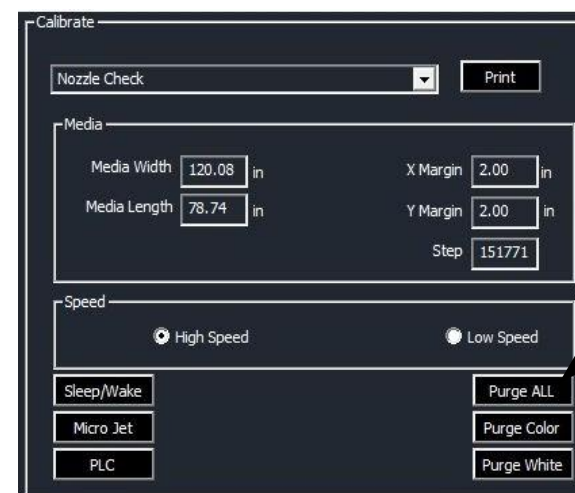 Calibrate
Nozzle Check Print
Media
Media Width 120.08 in X Margin 2.00 in
Media Length 78.74 in Y Margin 2.00 in
Step 151771
Speed
High Speed Low Speed
Sleep/Wake Purge ALL
Micro Jet Purge Color
PLC Purge White